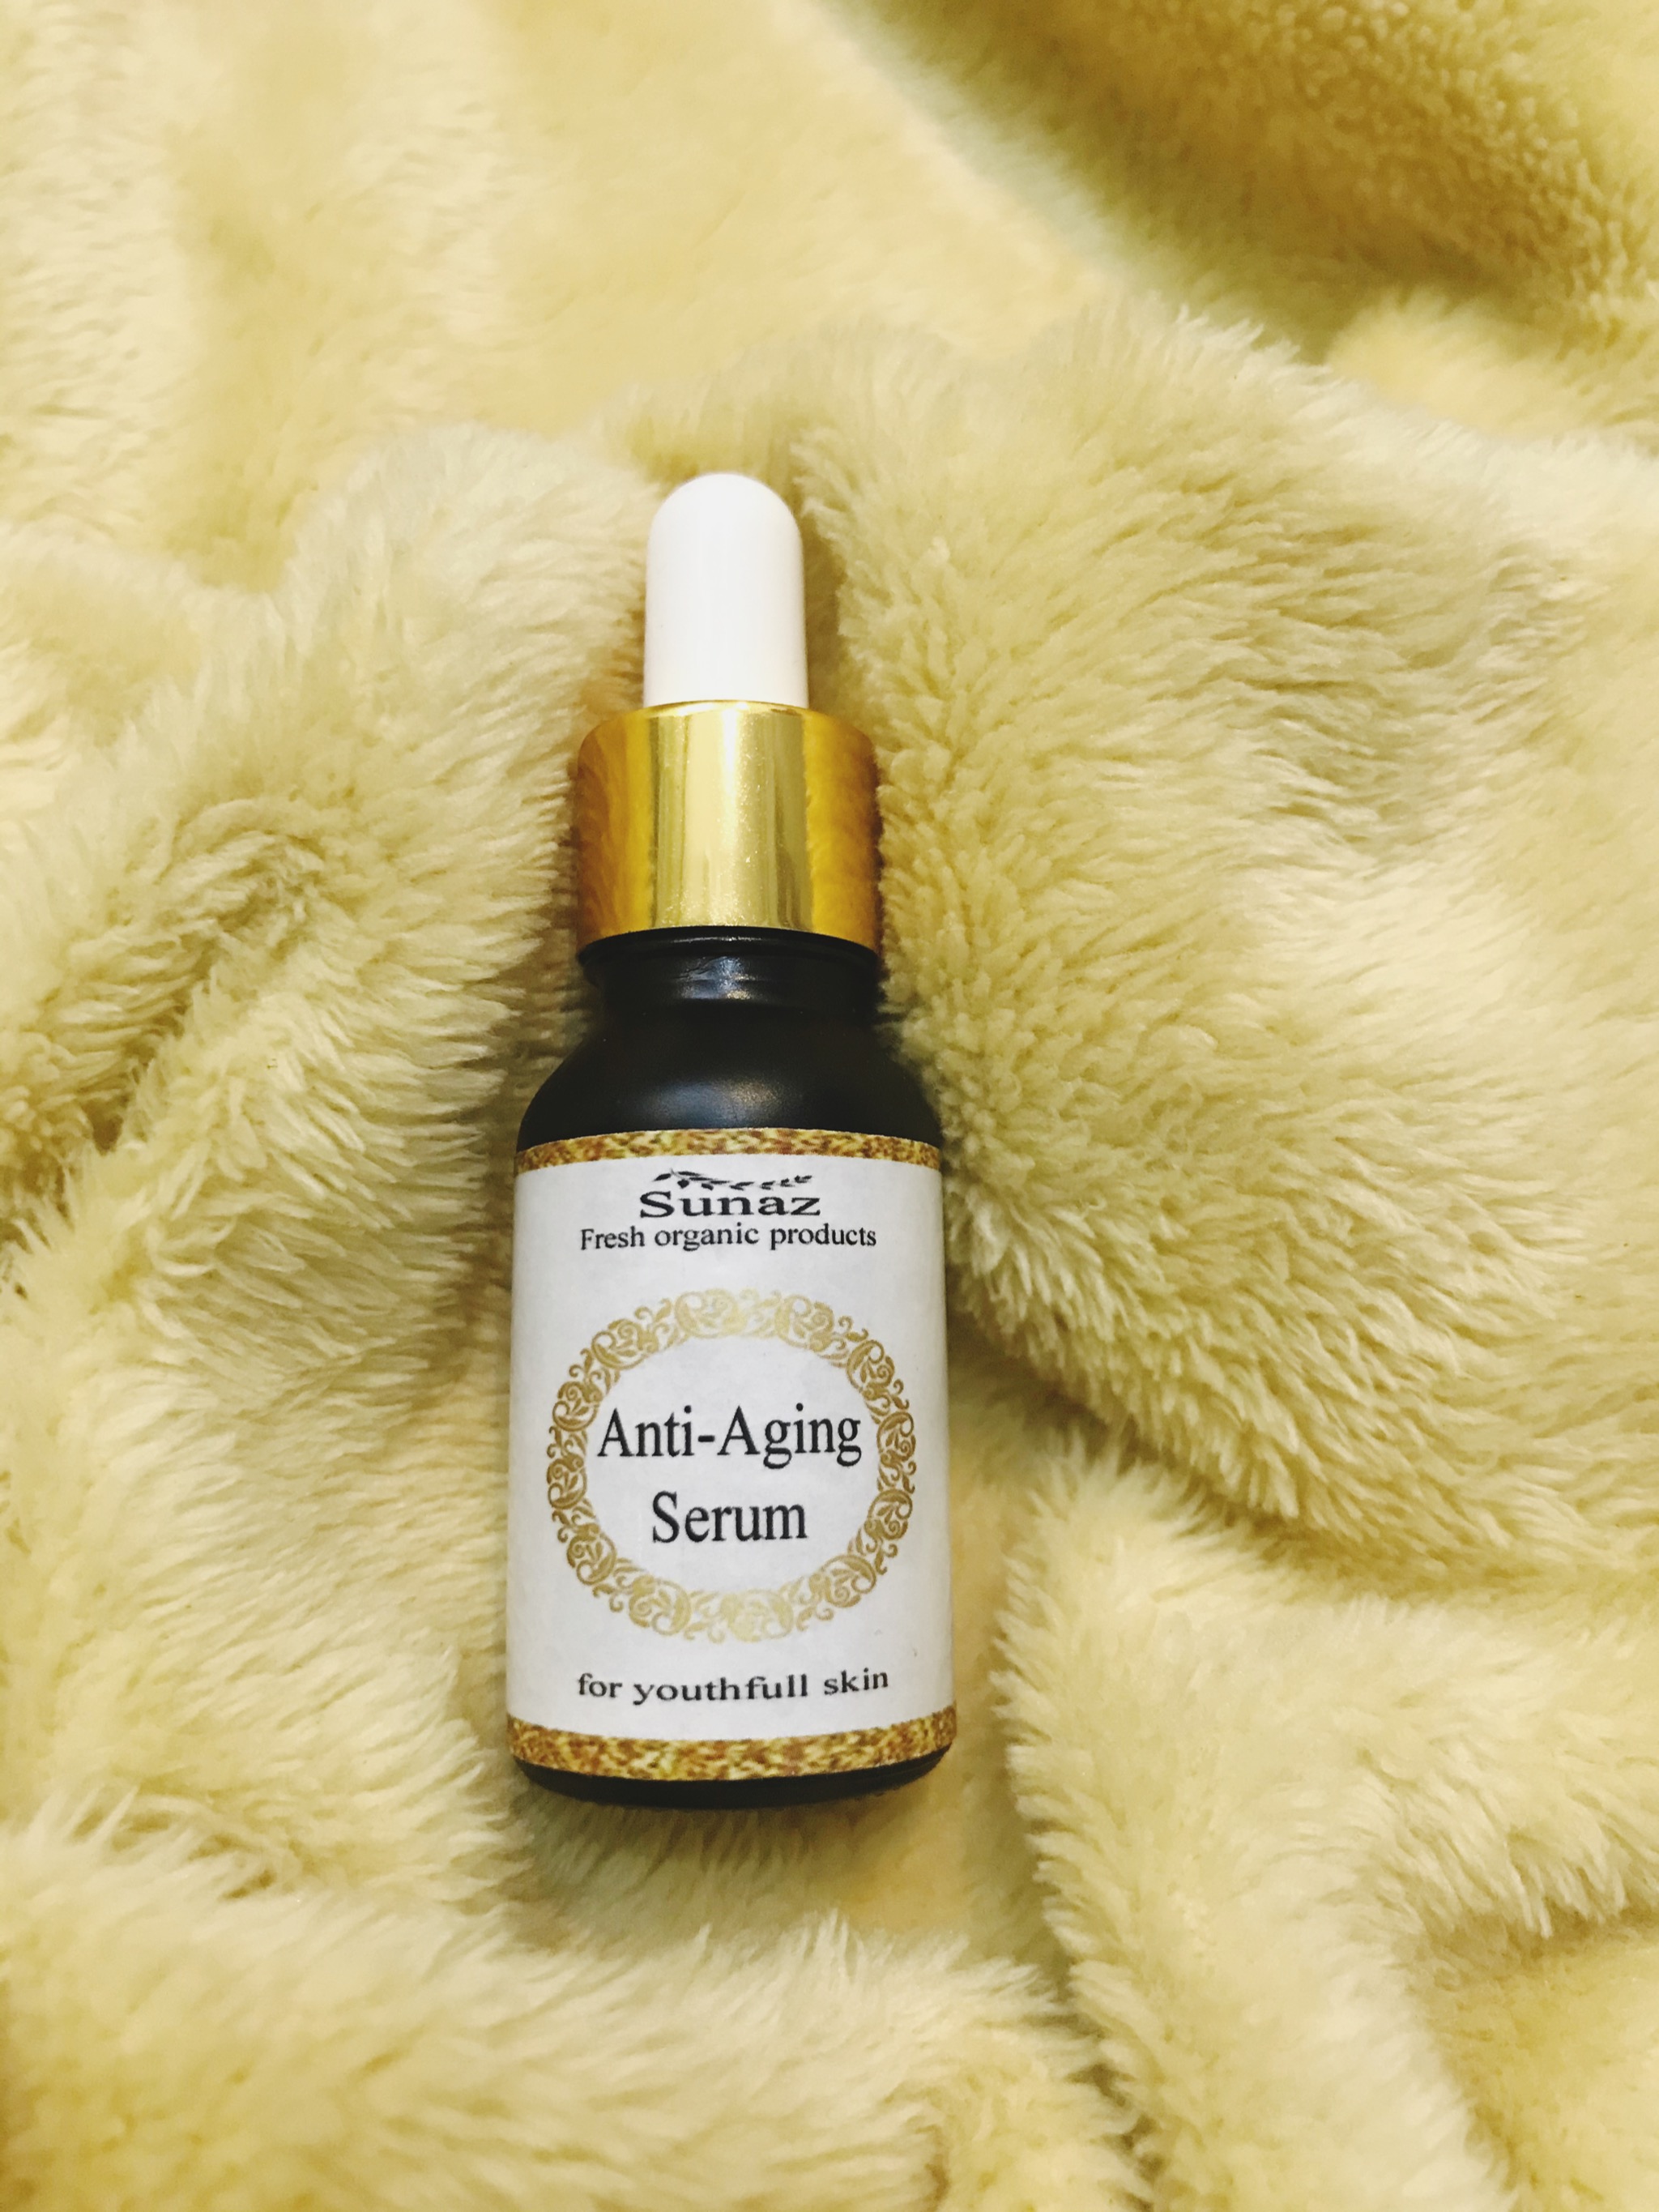 Sunaz
Fresh organic products
Anti-Aging
Serum
for youthfull skin